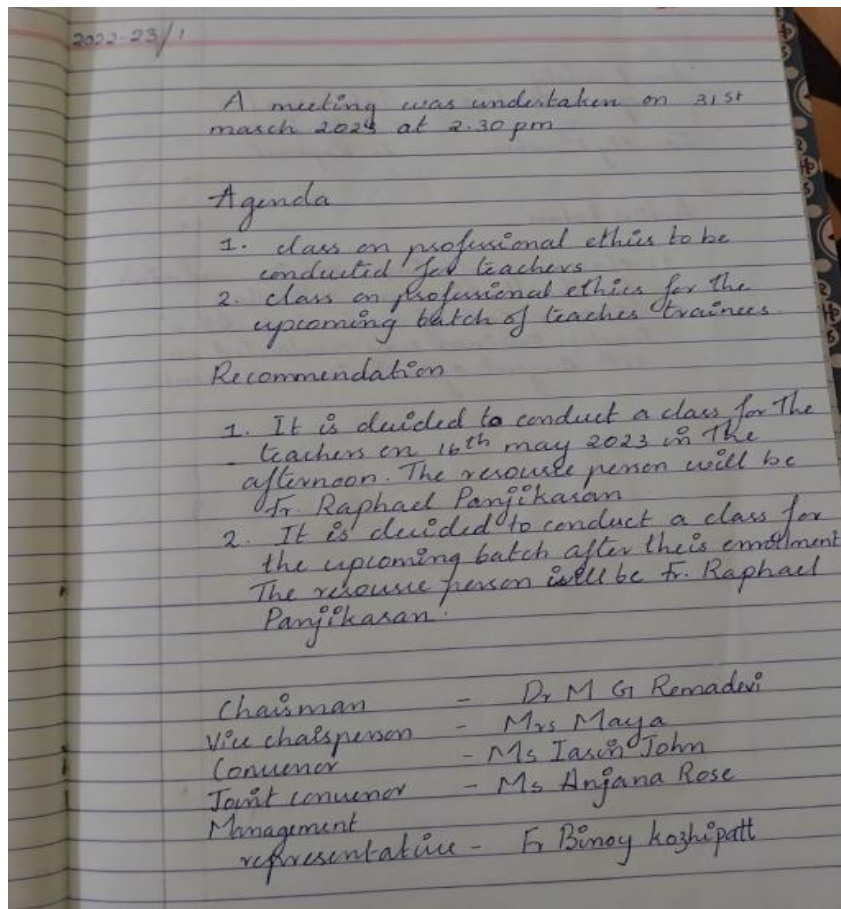 2022-23/1
A meeting was undertaken on 31st
march 2023 at 2.30 pm
Agenda
1. class on professional ethics to be
conducted for teachers
2. class on professional ethics for the
upcoming batch of teacher trainees.
Recommendation
1. It is decided to conduct a class for The
teachers on 16th may 2023 in The
afternoon. The resource person will be
Fr. Raphael Panjikaran
2. It is decided to conduct a class for
the upcoming batch after their enrolment
The resource person will be Fr. Raphael
Panjikaran.
Chairman - Dr M G Remadevi
Vice chairperson - Mrs Maya
Convenor - Ms Iasin John
Joint convenor - Ms Anjana Rose
Management
representative - Fr Binoy kozhipatt